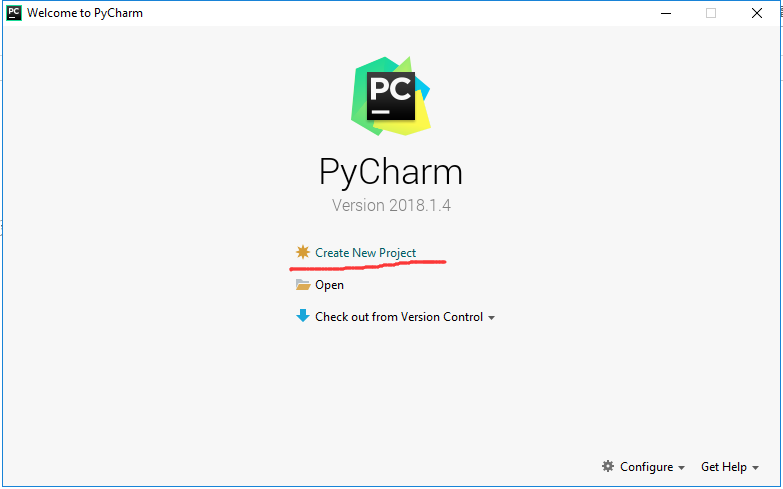 Welcome to PyCharm
PC
PyCharm
Version 2018.1.4
Create New Project
Open
Check out from Version Control
Configure
Get Help